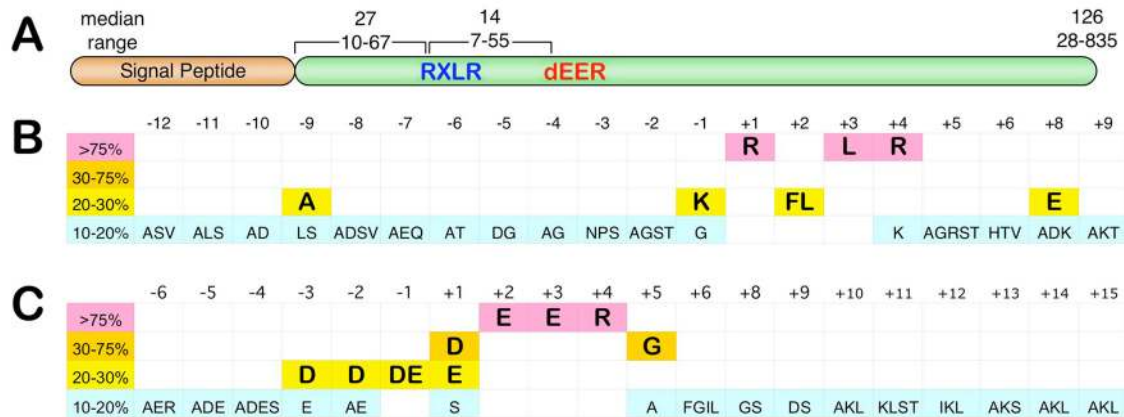 A
median 27 14 126
range 10-67 7-55 28-835
Signal Peptide RXLR dEER
B
-12 -11 -10 -9 -8 -7 -6 -5 -4 -3 -2 -1 +1 +2 +3 +4 +5 +6 +8 +9
>75% R L R
30-75%
20-30% A K FL E
10-20% ASV ALS AD LS ADSV AEQ AT DG AG NPS AGST G K AGRST HTV ADK AKT
C
-6 -5 -4 -3 -2 -1 +1 +2 +3 +4 +5 +6 +8 +9 +10 +11 +12 +13 +14 +15
>75% E E R
30-75% D G
20-30% D D DE E
10-20% AER ADE ADES E AE S A FGIL GS DS AKL KLST IKL AKS AKL AKL